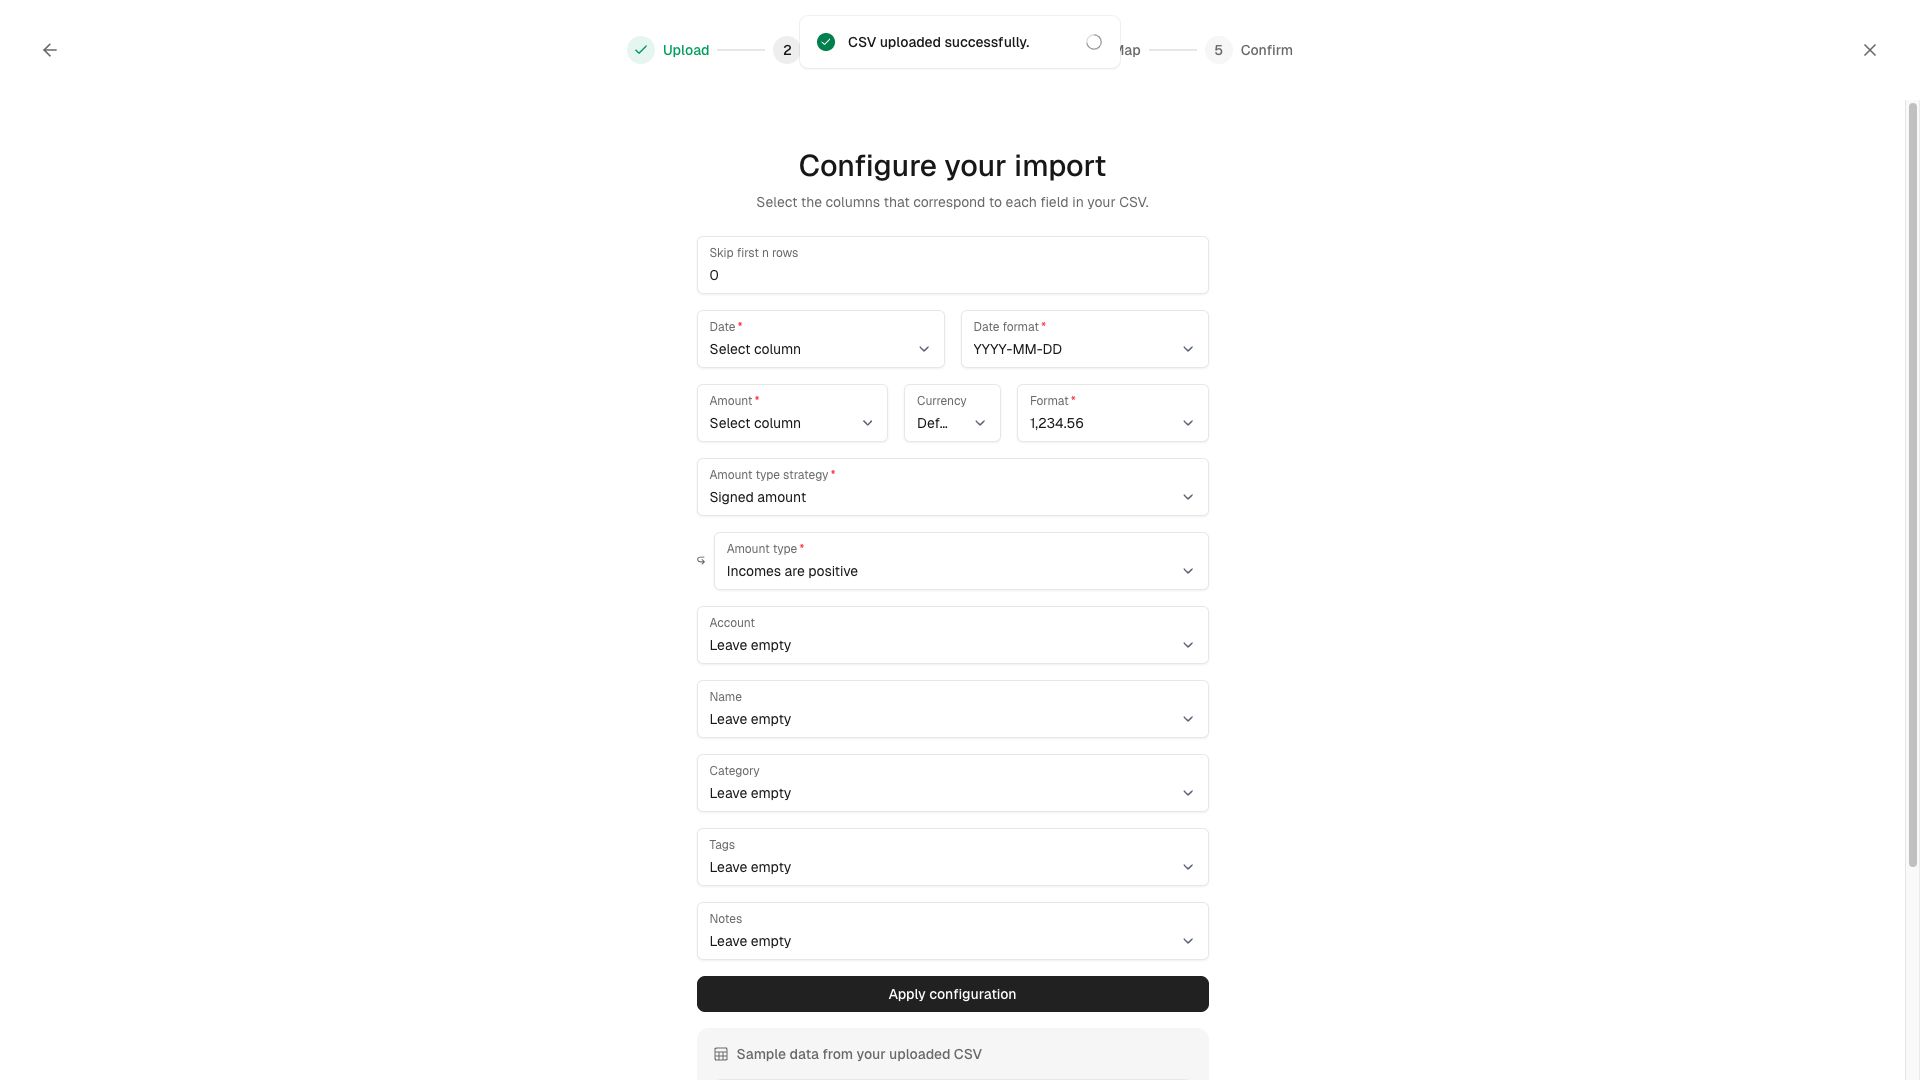 Upload
2
CSV uploaded successfully.
Map
5
Confirm
Configure your import
Select the columns that correspond to each field in your CSV.
Skip first n rows
0
Date*
Select column
Date format*
YYYY-MM-DD
Amount*
Select column
Currency
Def...
Format*
1,234.56
Amount type strategy*
Signed amount
Amount type*
Incomes are positive
Account
Leave empty
Name
Leave empty
Category
Leave empty
Tags
Leave empty
Notes
Leave empty
Apply configuration
Sample data from your uploaded CSV